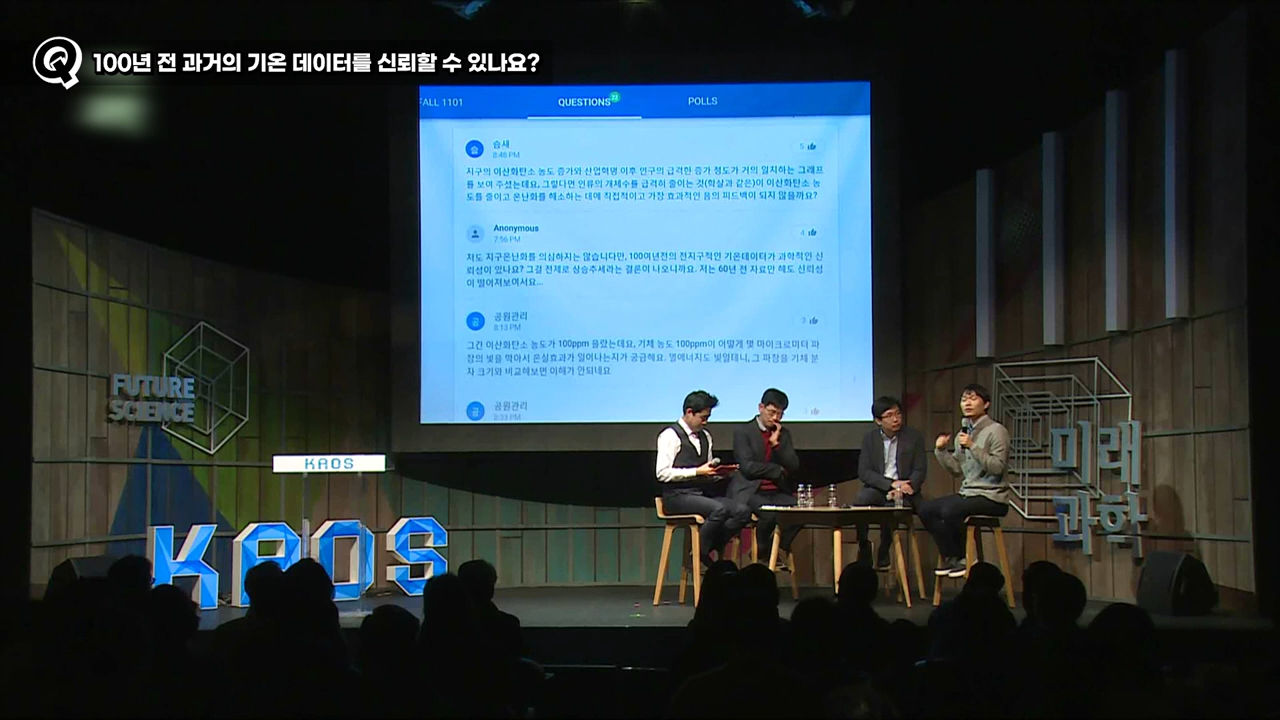 Q 100년 전 과거의 기온 데이터를 신뢰할 수 있나요?
FALL 1101 QUESTIONS POLLS
습 습새 5
8:48 PM
지구의 이산화탄소 농도 증가와 산업혁명 이후 연구의 급격한 증가 정도가 거의 일치하는 그래프
를 보여 주셨는데요, 그렇다면 인류의 개체수를 급격히 줄이는 것(학살과 같은)이 이산화탄소 농
도를 줄이고 온난화를 해소하는 데에 직접적이고 가장 효과적인 음의 피드백이 되지 않을까요?
Anonymous 4
7:56 PM
저도 지구온난화를 의심하지는 않습니다만, 100여년전의 전지구적인 기온데이터가 과학적인 신
뢰성이 있나요? 그걸 전제로 상승추세라는 결론이 나오니까요. 저는 60년 전 자료만 해도 신뢰성
이 떨어져보여서요...
공 공원관리 3
8:13 PM
그간 이산화탄소 농도가 100ppm 올랐는데요, 기체 농도 100ppm이 어떻게 몇 마이크로미터 파
장의 빛을 막아서 온실효과가 일어나는지가 궁금해요. 열에너지도 빛일테니, 그 파장을 기체 분
자 크기와 비교해보면 이해가 안되네요
공 공원관리 3
FUTURE
SCIENCE
KAOS
KAOS
미래
과학